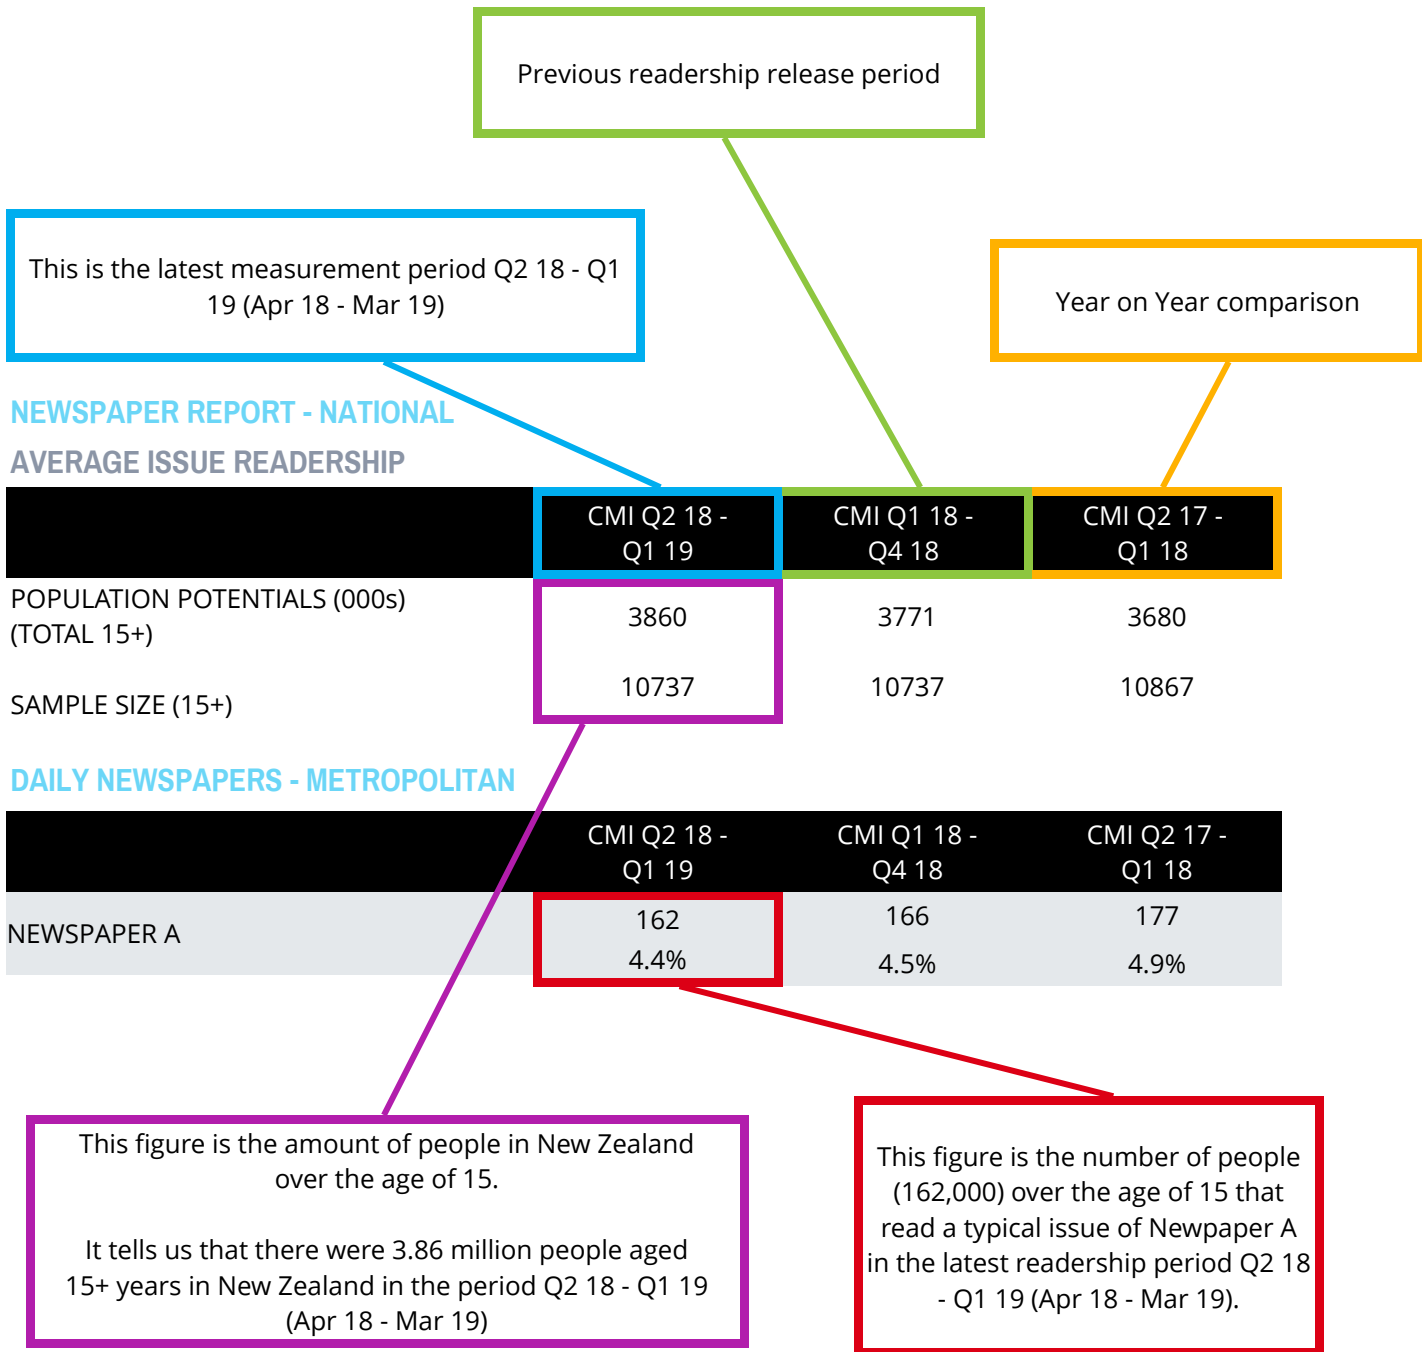 Previous readership release period
This is the latest measurement period Q2 18 - Q1
19 (Apr 18 - Mar 19)
Year on Year comparison
NEWSPAPER REPORT - NATIONAL
AVERAGE ISSUE READERSHIP
CMI Q2 18 -
Q1 19
CMI Q1 18 -
Q4 18
CMI Q2 17 -
Q1 18
POPULATION POTENTIALS (000s)
(TOTAL 15+)
3860
3771
3680
SAMPLE SIZE (15+)
10737
10737
10867
DAILY NEWSPAPERS - METROPOLITAN
CMI Q2 18 -
Q1 19
CMI Q1 18 -
Q4 18
CMI Q2 17 -
Q1 18
NEWSPAPER A
162
166
177
4.4%
4.5%
4.9%
This figure is the amount of people in New Zealand
over the age of 15.
It tells us that there were 3.86 million people aged
15+ years in New Zealand in the period Q2 18 - Q1 19
(Apr 18 - Mar 19)
This figure is the number of people
(162,000) over the age of 15 that
read a typical issue of Newpaper A
in the latest readership period Q2 18
- Q1 19 (Apr 18 - Mar 19).